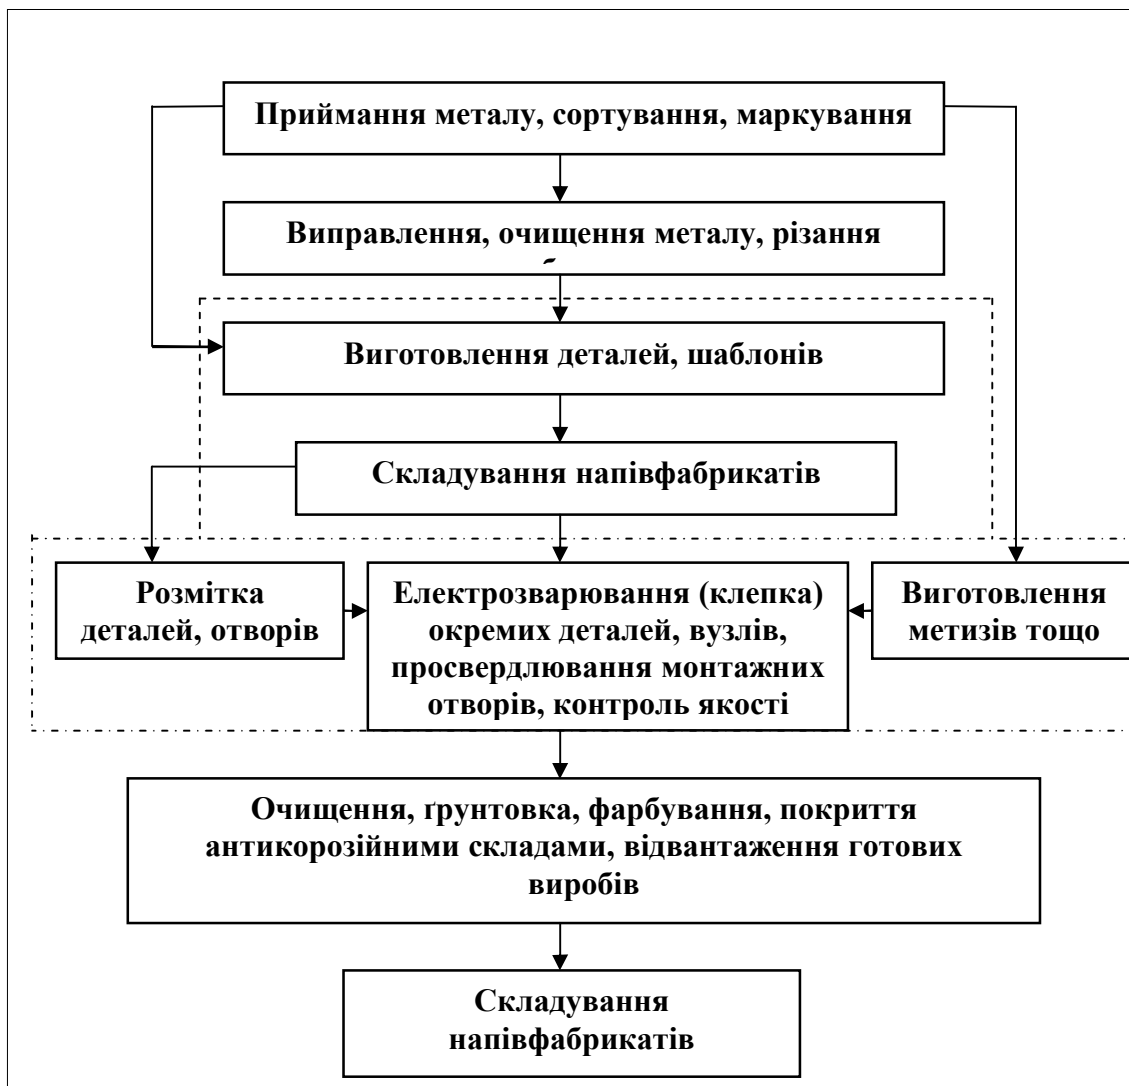 Приймання металу, сортування, маркування
Виправлення, очищення металу, різання
Виготовлення деталей, шаблонів
Складування напівфабрикатів
Розмітка
деталей, отворів
Електрозварювання (клепка)
окремих деталей, вузлів,
просвердлювання монтажних
отворів, контроль якості
Виготовлення
метизів тощо
Очищення, ґрунтовка, фарбування, покриття
антикорозійними складами, відвантаження готових
виробів
Складування
напівфабрикатів